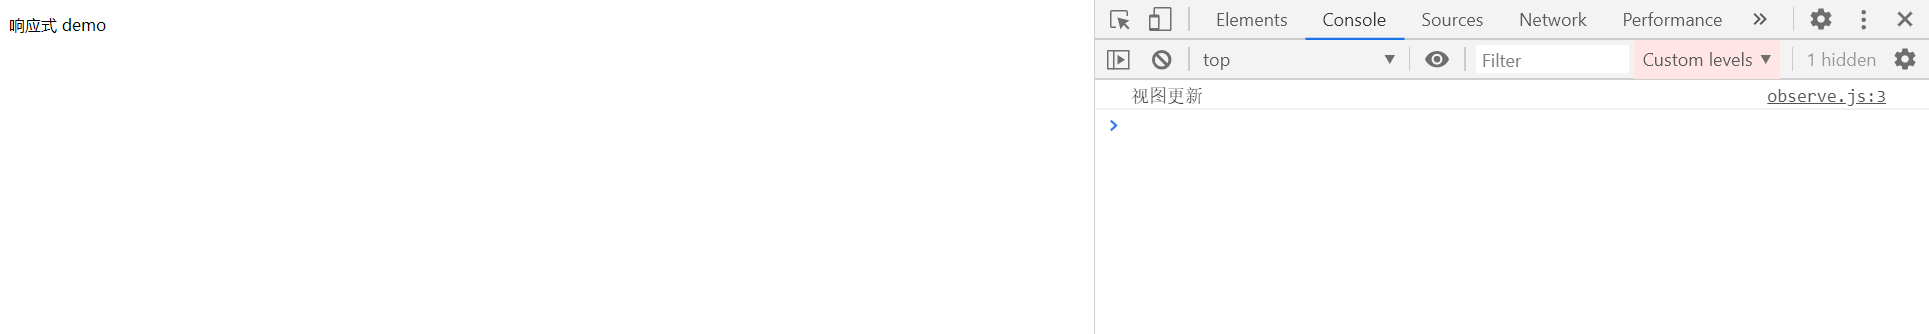 响应式 demo
Elements Console Sources Network Performance
top Filter Custom levels 1 hidden
视图更新 observe.js:3